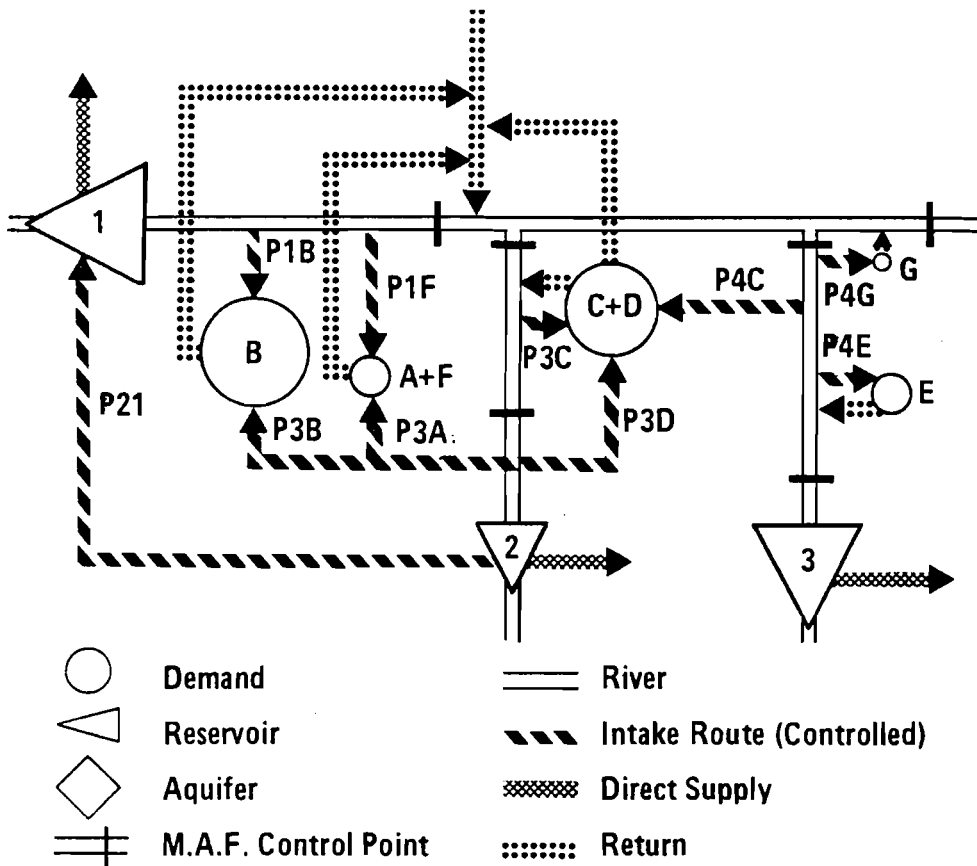 1
P1B
P1F
B
A+F
P21
P3B
P3A
C+D
P3C
P4C
P3D
G
P4G
P4E
E
2
3
Demand
Reservoir
Aquifer
M.A.F. Control Point
River
Intake Route (Controlled)
Direct Supply
Return